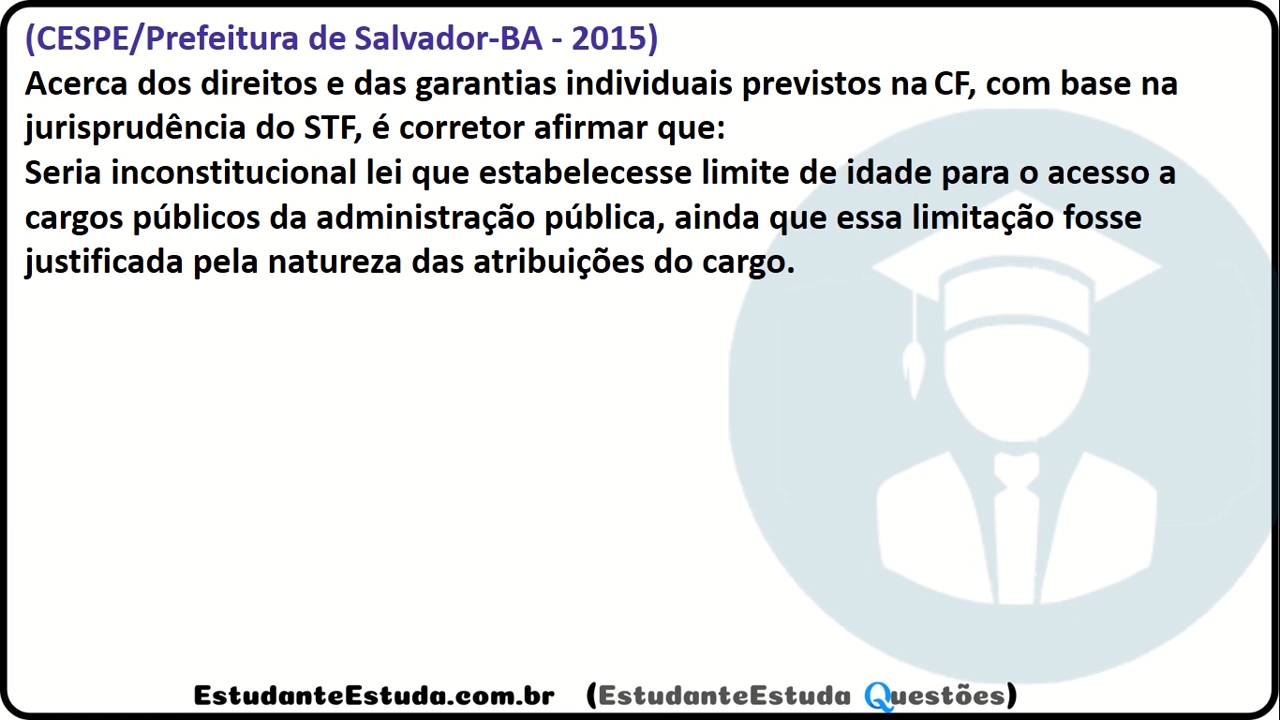 (CESPE/Prefeitura de Salvador-BA - 2015)
Acerca dos direitos e das garantias individuais previstos na CF, com base na
jurisprudência do STF, é corretor afirmar que:
Seria inconstitucional lei que estabelecesse limite de idade para o acesso a
cargos públicos da administração pública, ainda que essa limitação fosse
justificada pela natureza das atribuições do cargo.
EstudanteEstuda.com.br (EstudanteEstuda Questões)